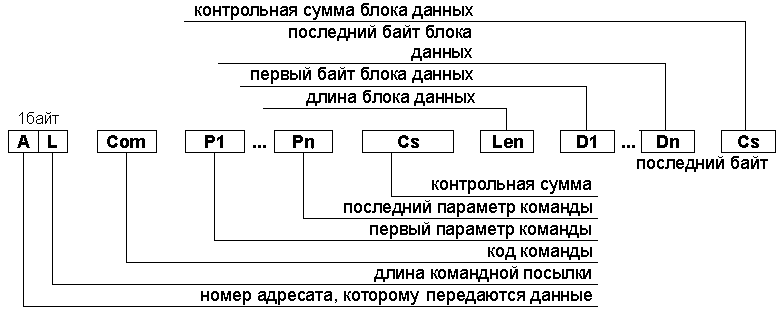 контрольная сумма блока данных
последний байт блока
данных
первый байт блока данных
длина блока данных
1байт
A L Com P1 ... Pn Cs Len D1 ... Dn Cs
последний байт
контрольная сумма
последний параметр команды
первый параметр команды
код команды
длина командной посылки
номер адресата, которому передаются данные